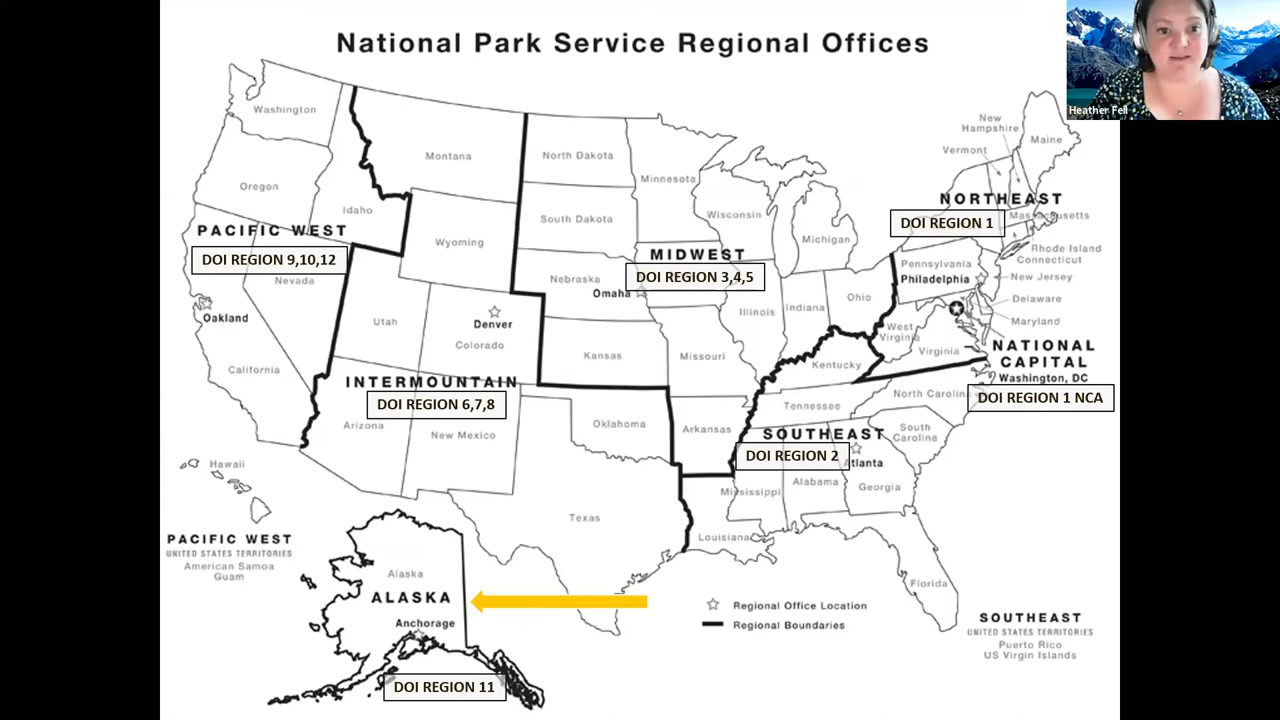 National Park Service Regional Offices
Heather Fell
Washington
Oregon
Idaho
Montana
Wyoming
North Dakota
South Dakota
Minnesota
Wisconsin
Michigan
New
Hampshire
Vermont
Maine
NORTHEAST
DOI REGION 1
Massachusetts
Rhode Island
Connecticut
New Jersey
Delaware
Maryland
Pennsylvania
Philadelphia
PACIFIC WEST
DOI REGION 9,10,12
Nevada
Oakland
California
Utah
Denver
Colorado
INTERMOUNTAIN
DOI REGION 6,7,8
Arizona
New Mexico
MIDWEST
DOI REGION 3,4,5
Nebraska
Omaha
Kansas
Illinois
Indiana
Ohio
Missouri
Oklahoma
Arkansas
Texas
West
Virginia
Virginia
Kentucky
Tennessee
NATIONAL
CAPITAL
Washington, DC
DOI REGION 1 NCA
North Carolina
South
Carolina
SOUTHEAST
DOI REGION 2
Atlanta
Mississippi
Alabama
Georgia
Louisiana
Florida
Hawaii
PACIFIC WEST
UNITED STATES TERRITORIES
American Samoa
Guam
Alaska
ALASKA
Anchorage
DOI REGION 11
Regional Office Location
Regional Boundaries
SOUTHEAST
UNITED STATES TERRITORIES
Puerto Rico
US Virgin Islands